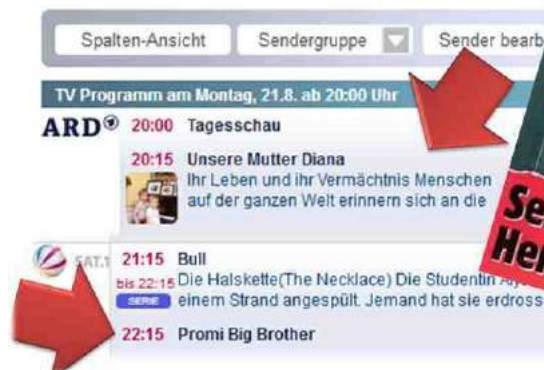 Spalten-Ansicht Sendergruppe Sender bearb
TV Programm am Montag, 21.8. ab 20:00 Uhr
ARD 20:00 Tagesschau
20:15 Unsere Mutter Diana
Ihr Leben und ihr Vermächtnis Menschen
auf der ganzen Welt erinnern sich an die
Se
Her
SAT.1 21:15 Bull
bis 22:15 Die Halskette(The Necklace) Die Studentin
SERIE einem Strand angespült. Jemand hat sie erdross
22:15 Promi Big Brother